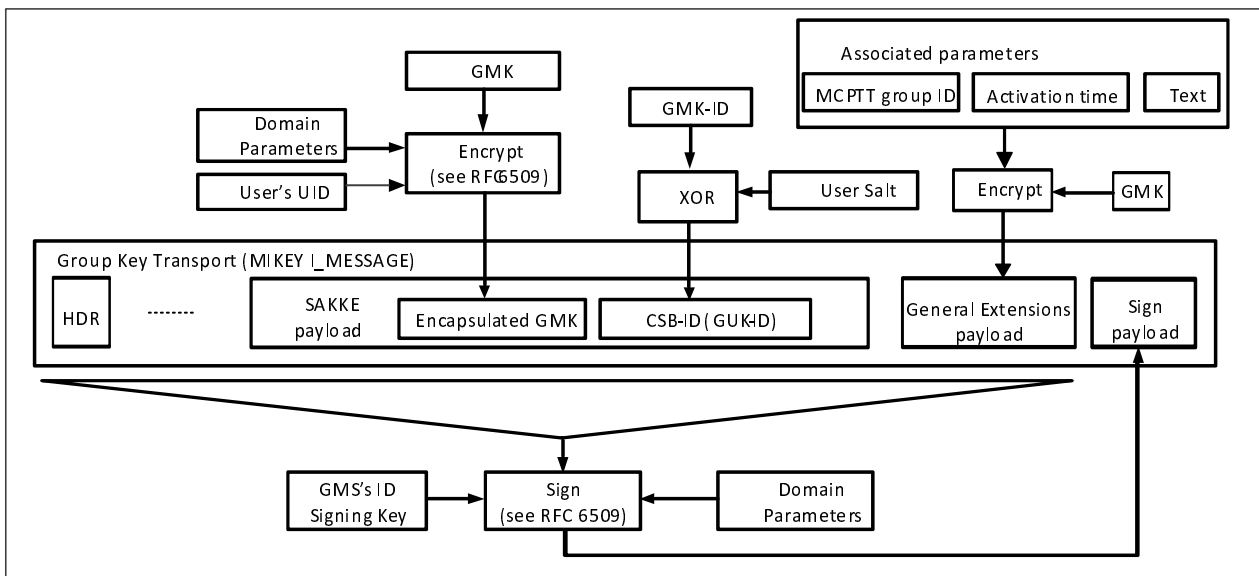 GMK
Associated parameters
MCPTT group ID
Activation time
Text
GMK-ID
Domain
Parameters
Encrypt
(see RFC6509)
User's UID
XOR
User Salt
Encrypt
GMK
Group Key Transport (MIKEY I_MESSAGE)
HDR
--------
SAKKE
payload
Encapsulated GMK
CSB-ID( GUK-ID)
General Extensions
payload
Sign
payload
GMS's ID
Signing Key
Sign
(see RFC 6509)
Domain
Parameters